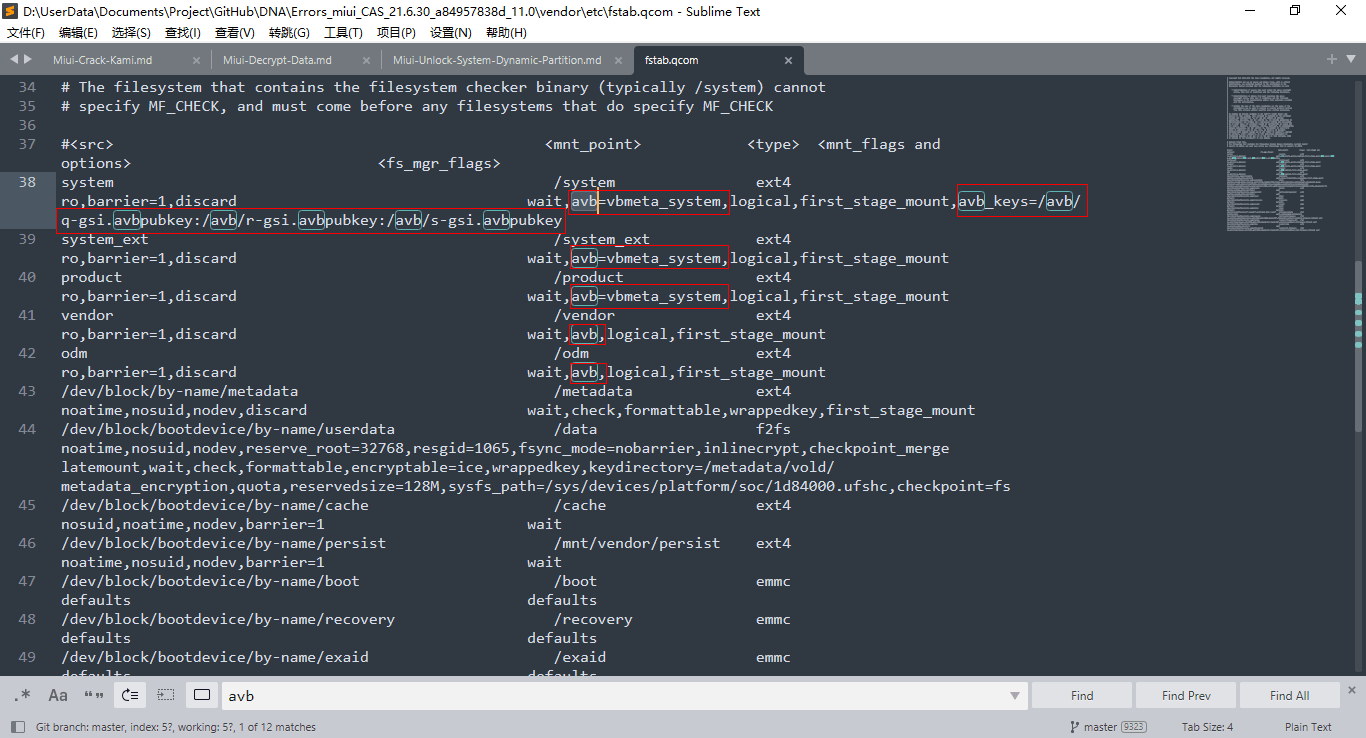 D:\UserData\Documents\Project\GitHub\DNA\Errors_miui_CAS_21.6.30_a84957838d_11.0\vendor\etc\fstab.qcom - Sublime Text
文件(F) 编辑(E) 选择(S) 查找(I) 查看(V) 转跳(G) 工具(T) 项目(P) 设置(N) 帮助(H)
Miui-Crack-Kami.md Miui-Decrypt-Data.md Miui-Unlock-System-Dynamic-Partition.md fstab.qcom
34 # The filesystem that contains the filesystem checker binary (typically /system) cannot
35 # specify MF_CHECK, and must come before any filesystems that do specify MF_CHECK
36
37 #<src> <mnt_point> <type> <mnt_flags and
options> <fs_mgr_flags>
38 system /system ext4
ro,barrier=1,discard wait,avb=vbmeta_system,logical,first_stage_mount,avb_keys=/avb/
q-gsi.avbpubkey:/avb/r-gsi.avbpubkey:/avb/s-gsi.avbpubkey
39 system_ext /system_ext ext4
ro,barrier=1,discard wait,avb=vbmeta_system,logical,first_stage_mount
40 product /product ext4
ro,barrier=1,discard wait,avb=vbmeta_system,logical,first_stage_mount
41 vendor /vendor ext4
ro,barrier=1,discard wait,avb,logical,first_stage_mount
42 odm /odm ext4
ro,barrier=1,discard wait,avb,logical,first_stage_mount
43 /dev/block/by-name/metadata /metadata ext4
noatime,nosuid,nodev,discard wait,check,formattable,wrappedkey,first_stage_mount
44 /dev/block/bootdevice/by-name/userdata /data f2fs
noatime,nosuid,nodev,reserve_root=32768,resgid=1065,fsync_mode=nobarrier,inlinecrypt,checkpoint_merge
latemount,wait,check,formattable,encryptable=ice,wrappedkey,keydirectory=/metadata/vold/
metadata_encryption,quota,reservedsize=128M,sysfs_path=/sys/devices/platform/soc/1d84000.ufshc,checkpoint=fs
45 /dev/block/bootdevice/by-name/cache /cache ext4
nosuid,noatime,nodev,barrier=1 wait
46 /dev/block/bootdevice/by-name/persist /mnt/vendor/persist ext4
noatime,nosuid,nodev,barrier=1 wait
47 /dev/block/bootdevice/by-name/boot /boot emmc
defaults defaults
48 /dev/block/bootdevice/by-name/recovery /recovery emmc
defaults defaults
49 /dev/block/bootdevice/by-name/exaid /exaid emmc
defaults defaults
.* Aa “” avb Find Find Prev Find All
Git branch: master, index: 5?, working: 5?, 1 of 12 matches master 9323 Tab Size: 4 Plain Text